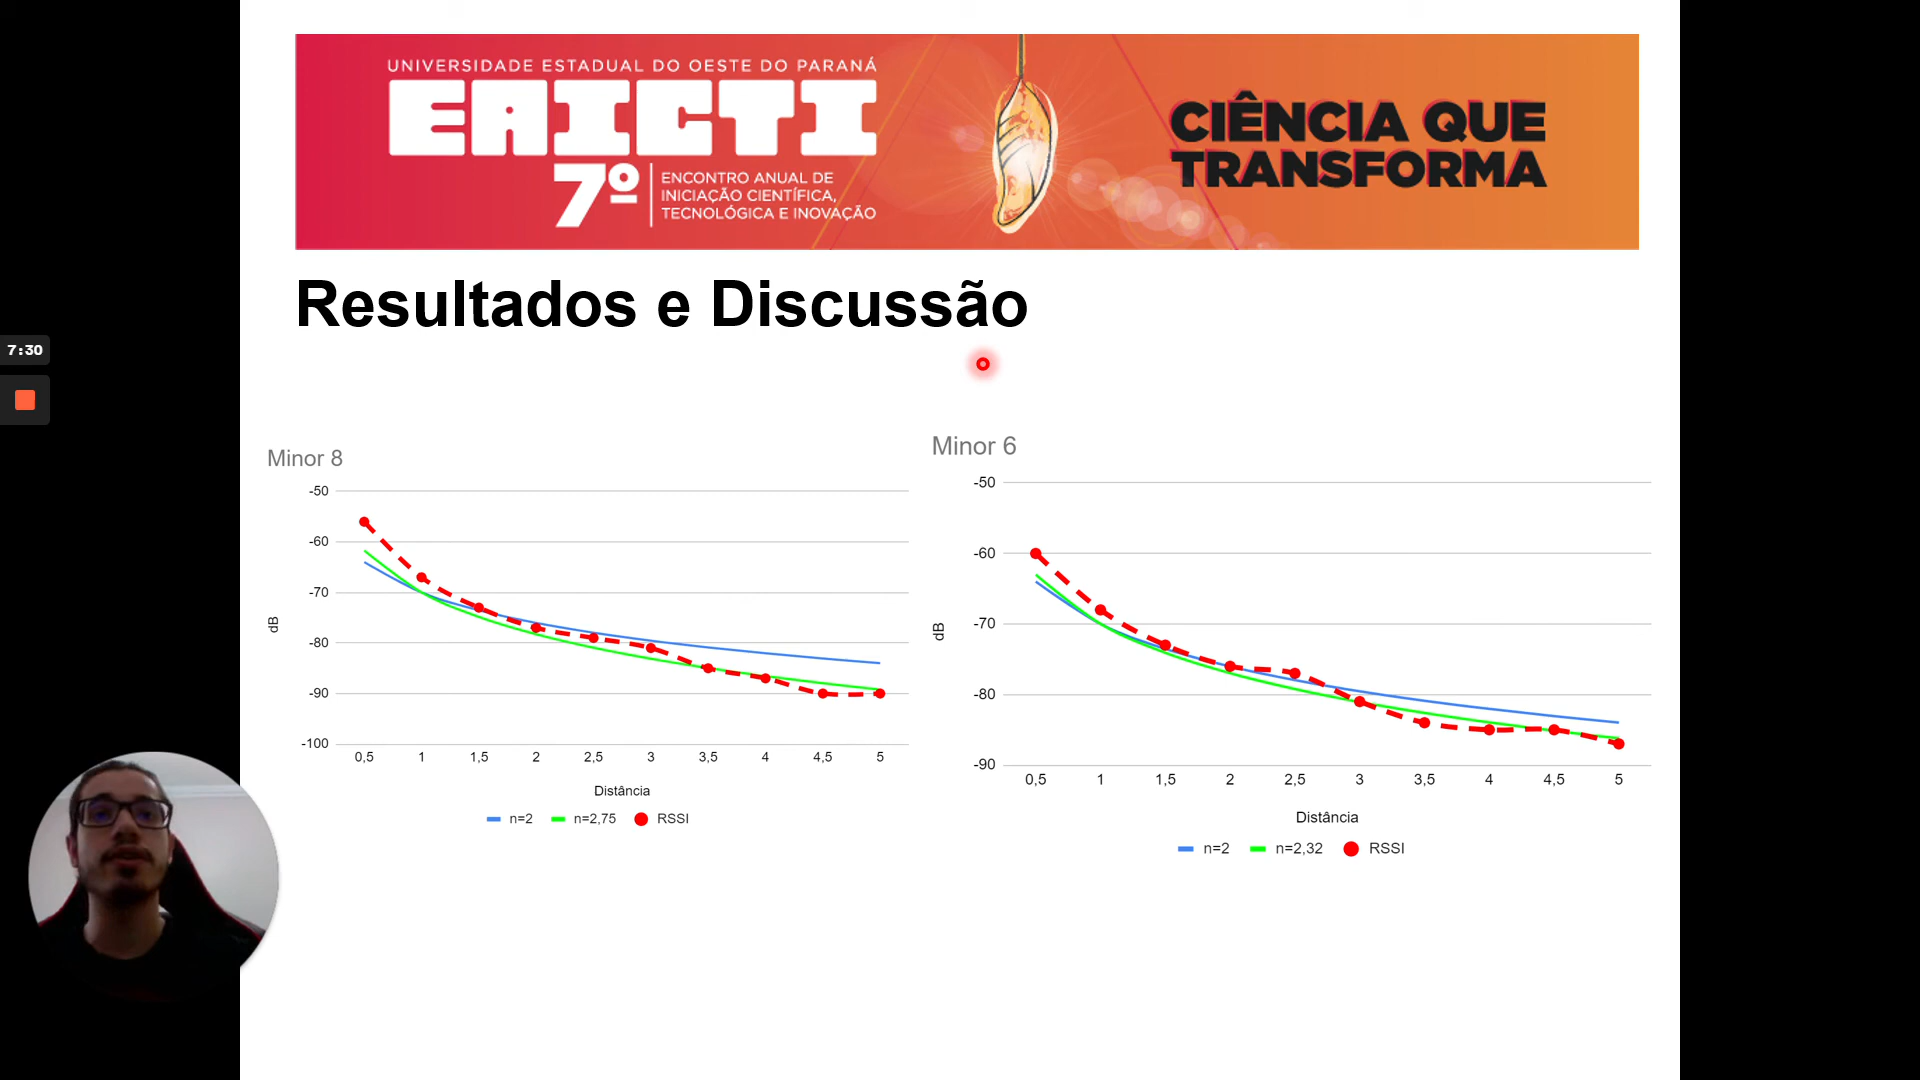 UNIVERSIDADE ESTADUAL DO OESTE DO PARANÁ
EAICTI
7º
ENCONTRO ANUAL DE
INICIAÇÃO CIENTÍFICA,
TECNOLÓGICA E INOVAÇÃO
CIÊNCIA QUE
TRANSFORMA
Resultados e Discussão
7:30
Minor 8
-50
-60
-70
-80
-90
-100
dB
0,5 1 1,5 2 2,5 3 3,5 4 4,5 5
Distância
n=2 n=2,75 RSSI
Minor 6
-50
-60
-70
-80
-90
dB
0,5 1 1,5 2 2,5 3 3,5 4 4,5 5
Distância
n=2 n=2,32 RSSI